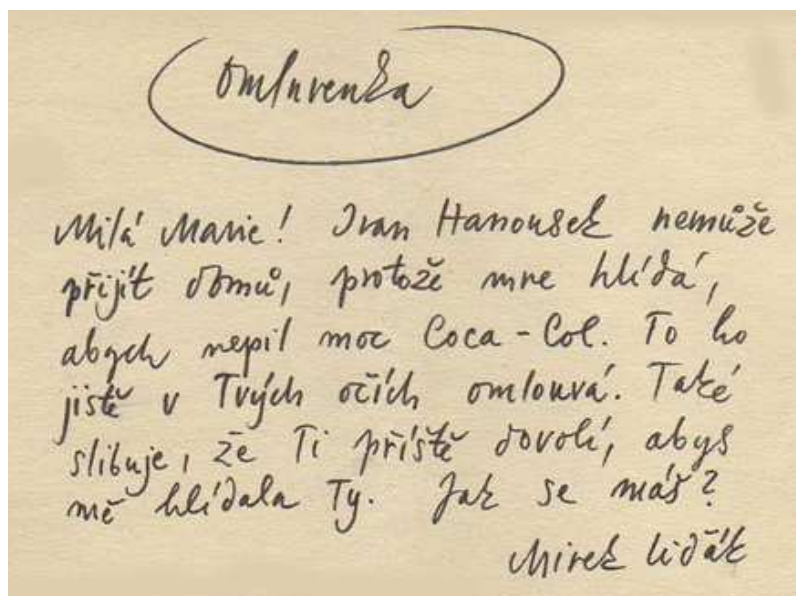 Omluvenka
Milá Marie! Ivan Hanousek nemůže
přijít domů, protože mne hlídá,
abych nepil moc Coca-Col. To ho
jistě v Tvých očích omlouvá. Také
slibuje, že Ti příště dovolí, abys
mě hlídala Ty. Jak se máš?
Mirek Liďák